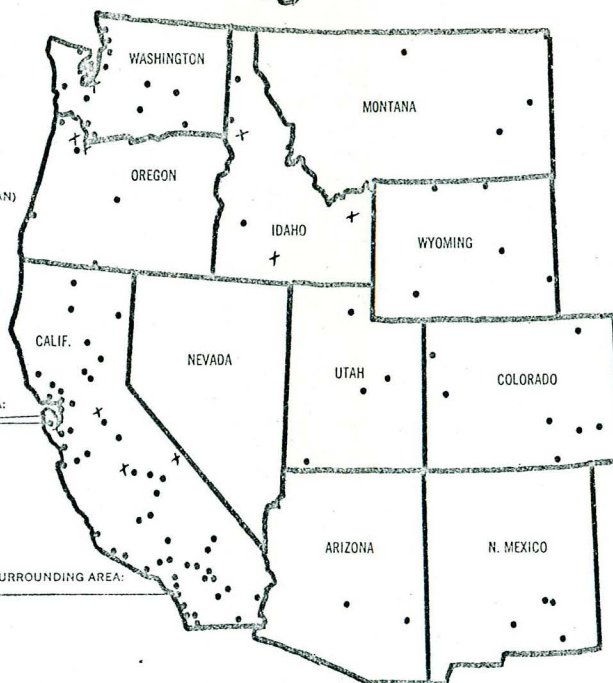 WASHINGTON
MONTANA
OREGON
AN)
IDAHO
WYOMING
CALIF.
NEVADA
UTAH
COLORADO
A:
ARIZONA
N. MEXICO
URROUNDING AREA: